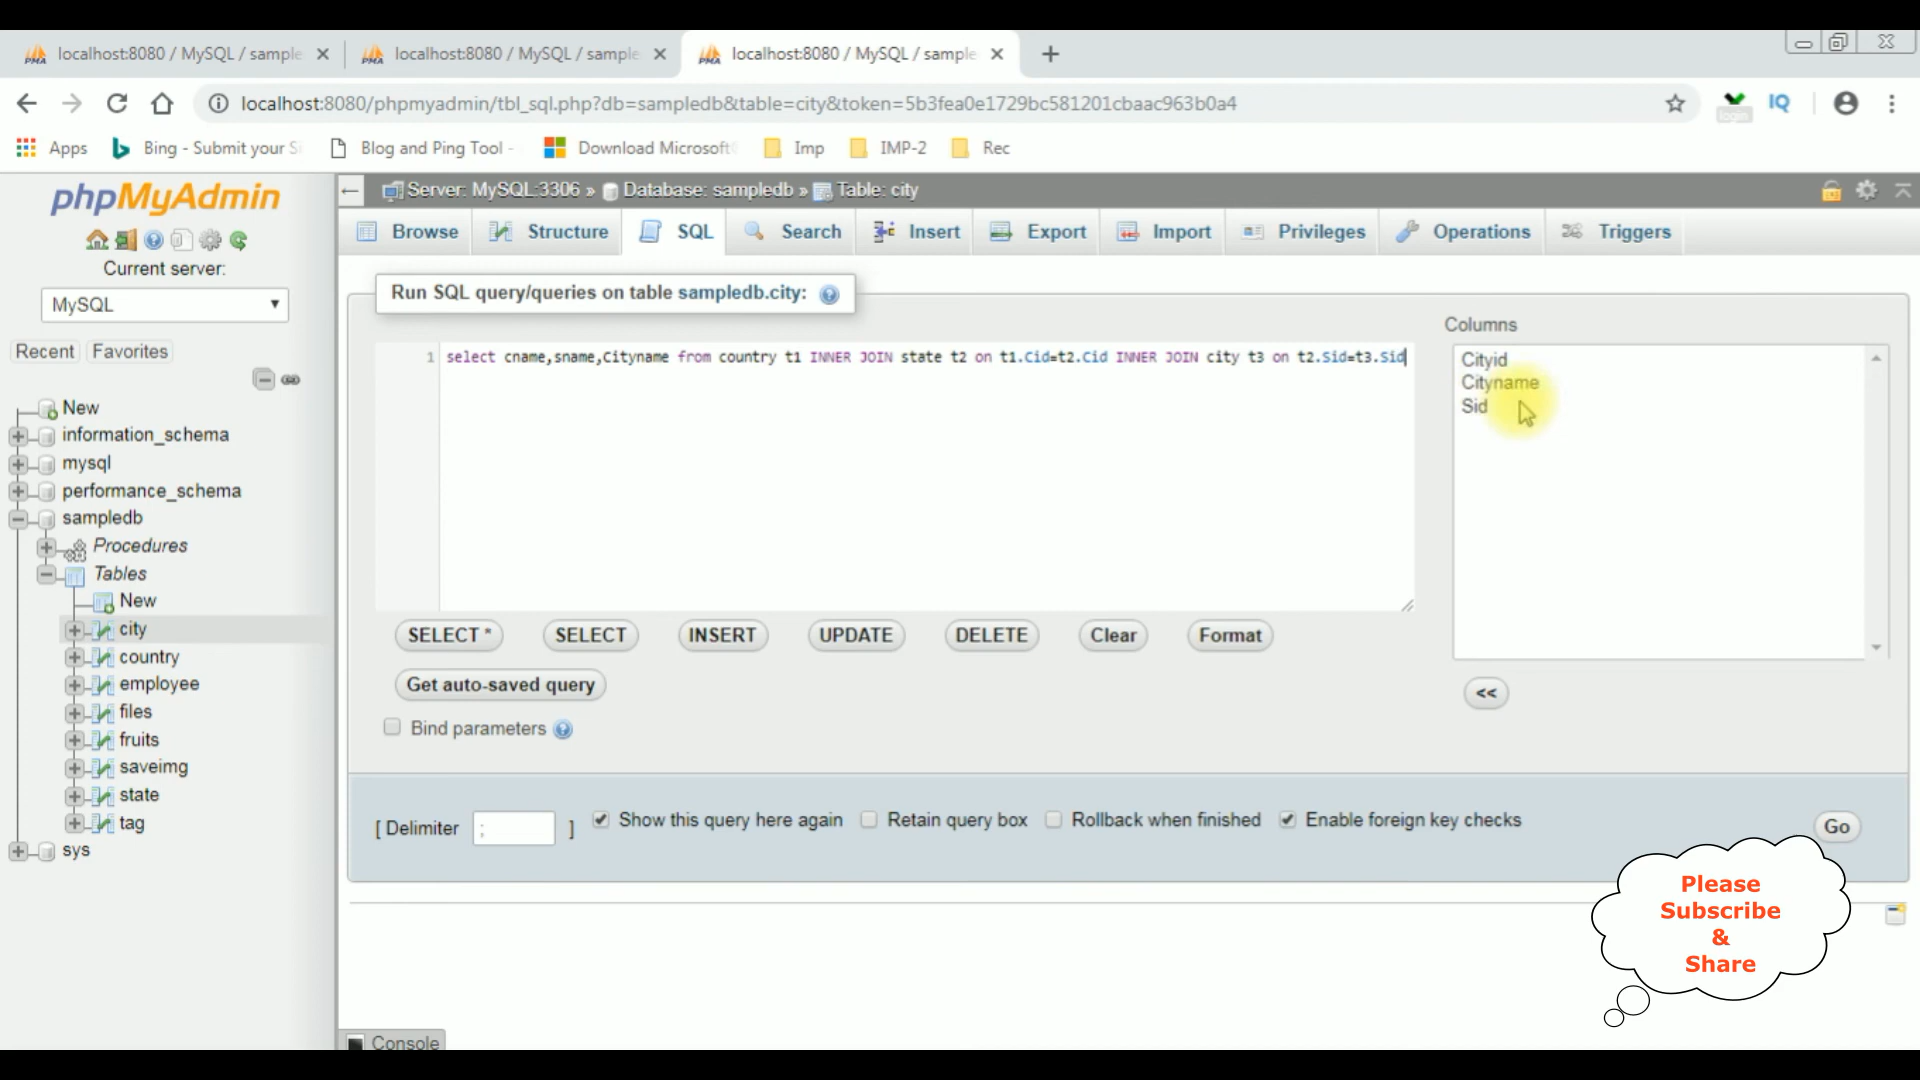 localhost:8080 / MySQL / sample
localhost:8080 / MySQL / sample
localhost:8080 / MySQL / sample
localhost:8080/phpmyadmin/tbl_sql.php?db=sampledb&table=city&token=5b3fea0e1729bc581201cbaac963b0a4
login
IQ
Apps
Bing - Submit your Si
Blog and Ping Tool -
Download Microsoft
Imp
IMP-2
Rec
phpMyAdmin
Current server:
MySQL
Recent
Favorites
New
information_schema
mysql
performance_schema
sampledb
Procedures
Tables
New
city
country
employee
files
fruits
saveimg
state
tag
sys
Server: MySQL:3306 » Database: sampledb » Table: city
Browse
Structure
SQL
Search
Insert
Export
Import
Privileges
Operations
Triggers
Run SQL query/queries on table sampledb.city:
1 select cname,sname,Cityname from country t1 INNER JOIN state t2 on t1.Cid=t2.Cid INNER JOIN city t3 on t2.Sid=t3.Sid
Columns
Cityid
Cityname
Sid
<<
SELECT *
SELECT
INSERT
UPDATE
DELETE
Clear
Format
Get auto-saved query
Bind parameters
[ Delimiter ; ]
Show this query here again
Retain query box
Rollback when finished
Enable foreign key checks
Go
Please
Subscribe
&
Share
Console